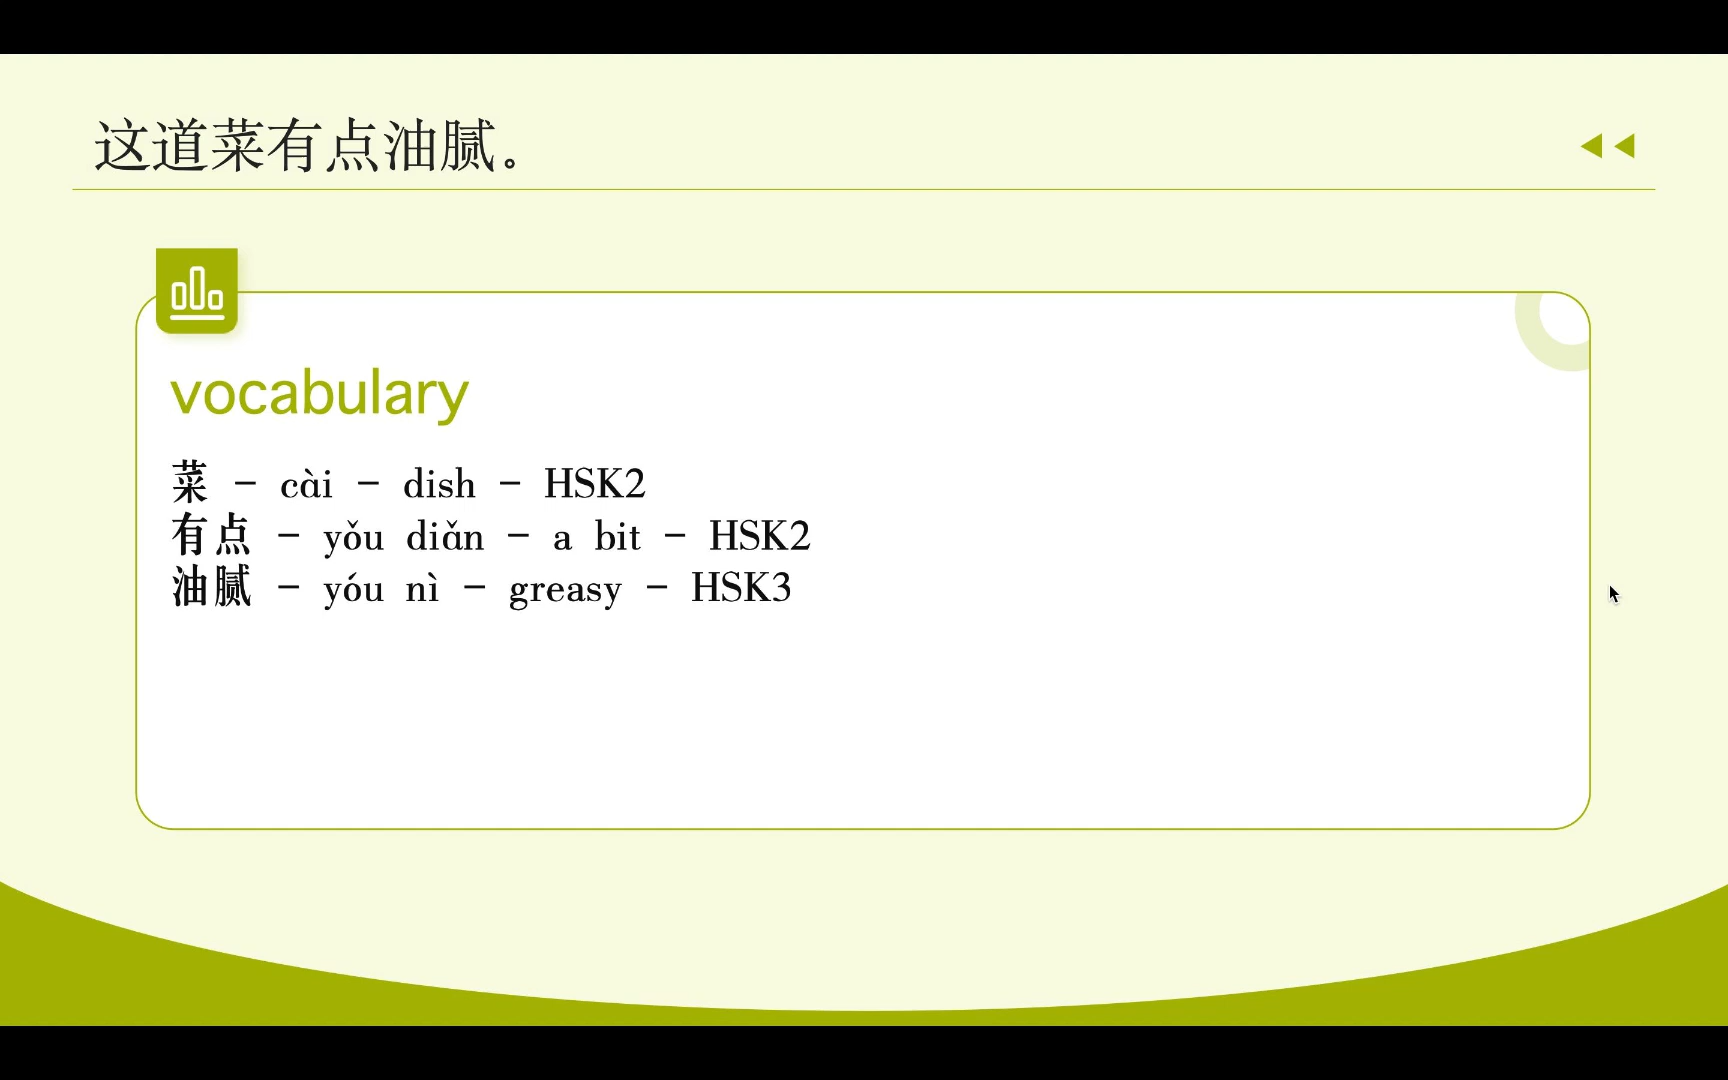 这道菜有点油腻。
vocabulary
菜 - cài - dish - HSK2
有点 - yǒu diǎn - a bit - HSK2
油腻 - yóu nì - greasy - HSK3